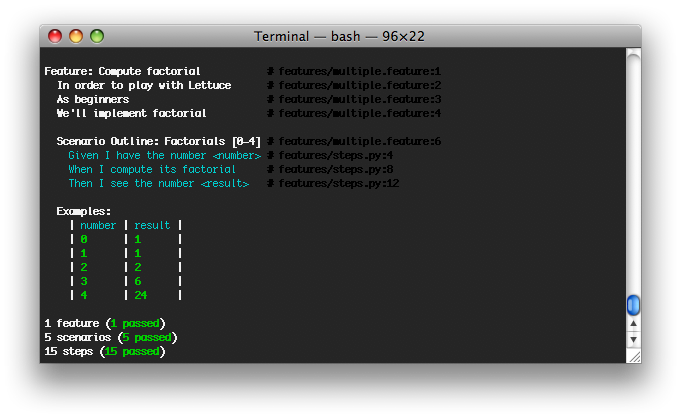 Terminal — bash — 96×22
Feature: Compute factorial # features/multiple.feature:1
In order to play with Lettuce # features/multiple.feature:2
As beginners # features/multiple.feature:3
We'll implement factorial # features/multiple.feature:4
Scenario Outline: Factorials [0-4] # features/multiple.feature:6
Given I have the number <number> # features/steps.py:4
When I compute its factorial # features/steps.py:8
Then I see the number <result> # features/steps.py:12
Examples:
| number | result |
| 0 | 1 |
| 1 | 1 |
| 2 | 2 |
| 3 | 6 |
| 4 | 24 |
1 feature (1 passed)
5 scenarios (5 passed)
15 steps (15 passed)